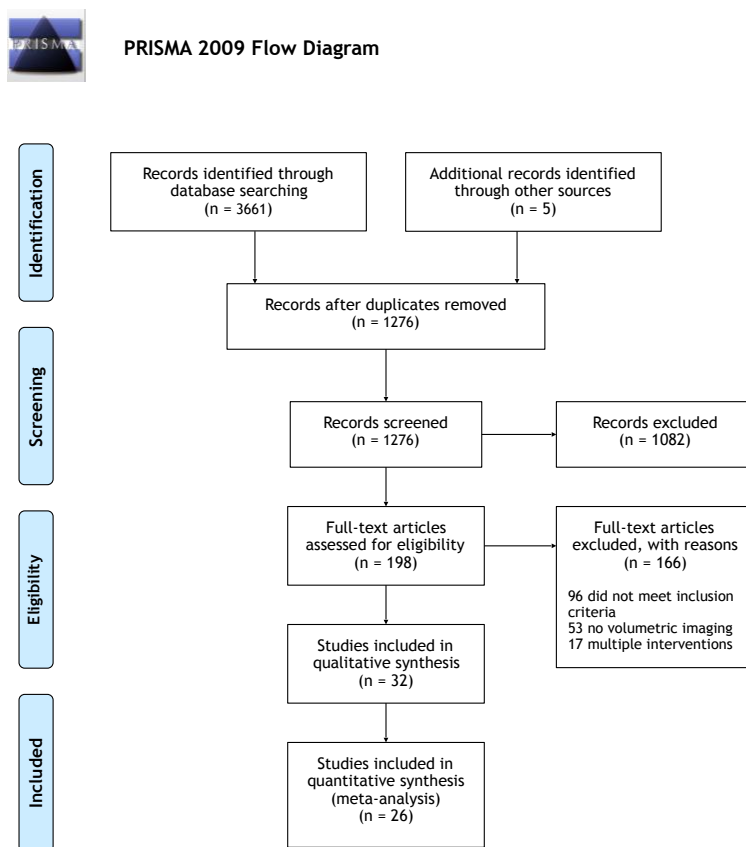 PRISMA
PRISMA 2009 Flow Diagram
Identification
Records identified through
database searching
(n = 3661)
Additional records identified
through other sources
(n = 5)
Records after duplicates removed
(n = 1276)
Screening
Records screened
(n = 1276)
Records excluded
(n = 1082)
Eligibility
Full-text articles
assessed for eligibility
(n = 198)
Full-text articles
excluded, with reasons
(n = 166)
96 did not meet inclusion
criteria
53 no volumetric imaging
17 multiple interventions
Studies included in
qualitative synthesis
(n = 32)
Included
Studies included in
quantitative synthesis
(meta-analysis)
(n = 26)